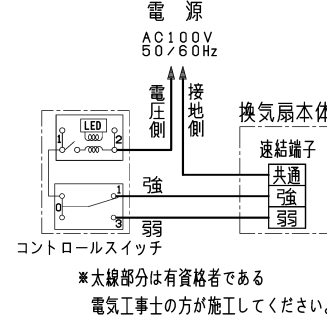 電 源
AC100V
50/60Hz
電圧側
接地側
換気扇本体
速結端子
共通
強
弱
LED
1
2
強
1
0
3
弱
コントロールスイッチ
※太線部分は有資格者である
電気工事士の方が施工してください。